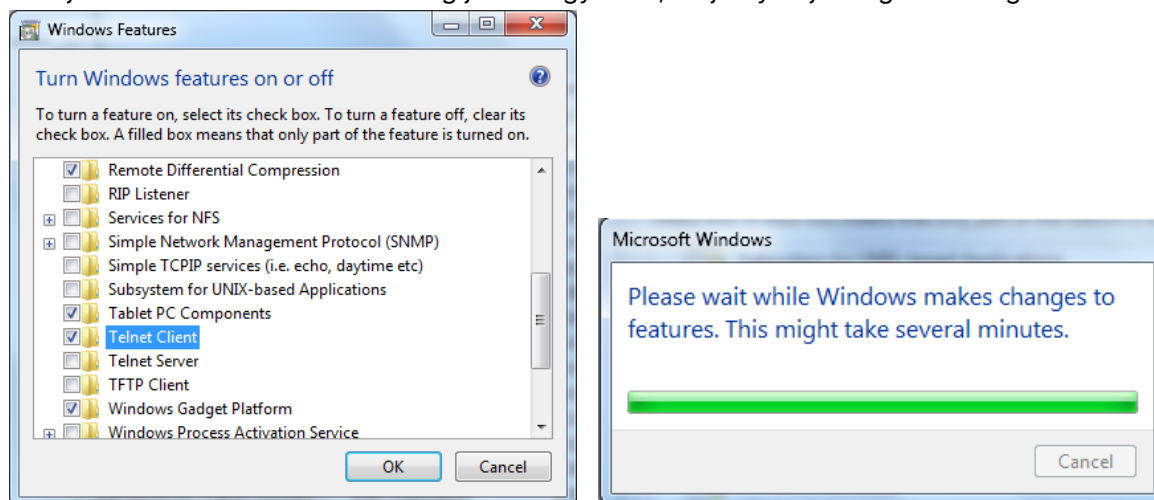 Windows Features
Turn Windows features on or off
To turn a feature on, select its check box. To turn a feature off, clear its
check box. A filled box means that only part of the feature is turned on.
Remote Differential Compression
RIP Listener
Services for NFS
Simple Network Management Protocol (SNMP)
Simple TCPIP services (i.e. echo, daytime etc)
Subsystem for UNIX-based Applications
Tablet PC Components
Telnet Client
Telnet Server
TFTP Client
Windows Gadget Platform
Windows Process Activation Service
OK Cancel
Microsoft Windows
Please wait while Windows makes changes to
features. This might take several minutes.
Cancel